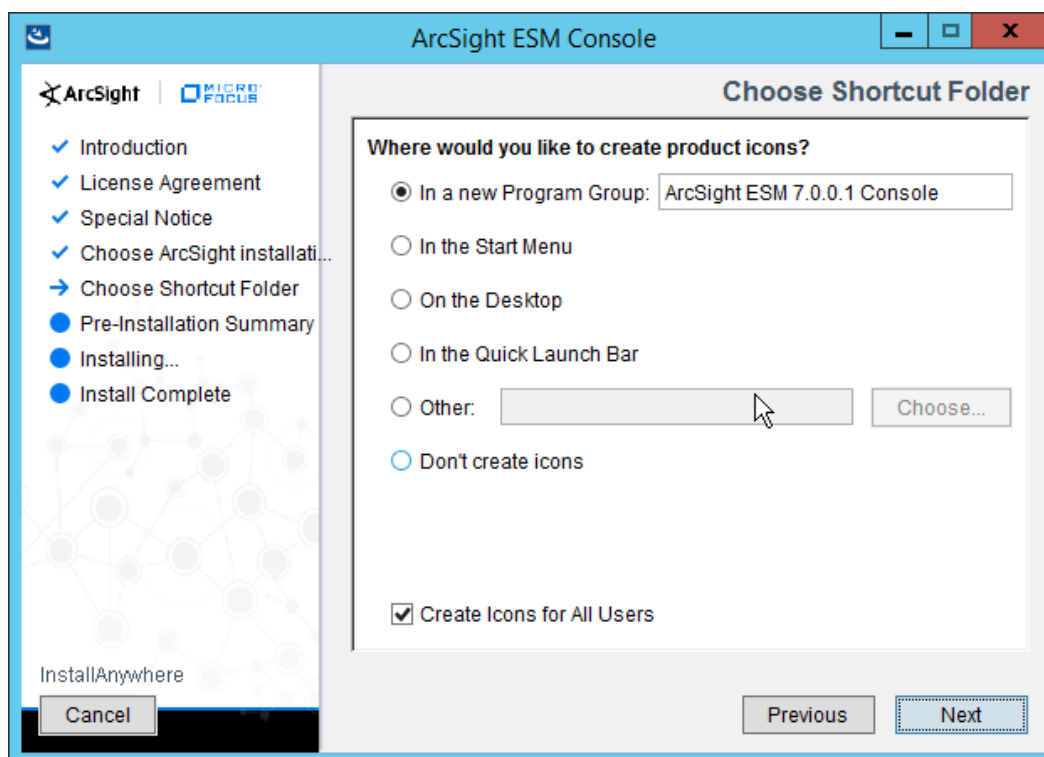 ArcSight ESM Console
ArcSight | MICRO FOCUS
Choose Shortcut Folder
Introduction
License Agreement
Special Notice
Choose ArcSight installati...
Choose Shortcut Folder
Pre-Installation Summary
Installing...
Install Complete
Where would you like to create product icons?
In a new Program Group: ArcSight ESM 7.0.0.1 Console
In the Start Menu
On the Desktop
In the Quick Launch Bar
Other: Choose...
Don't create icons
Create Icons for All Users
InstallAnywhere
Cancel Previous Next